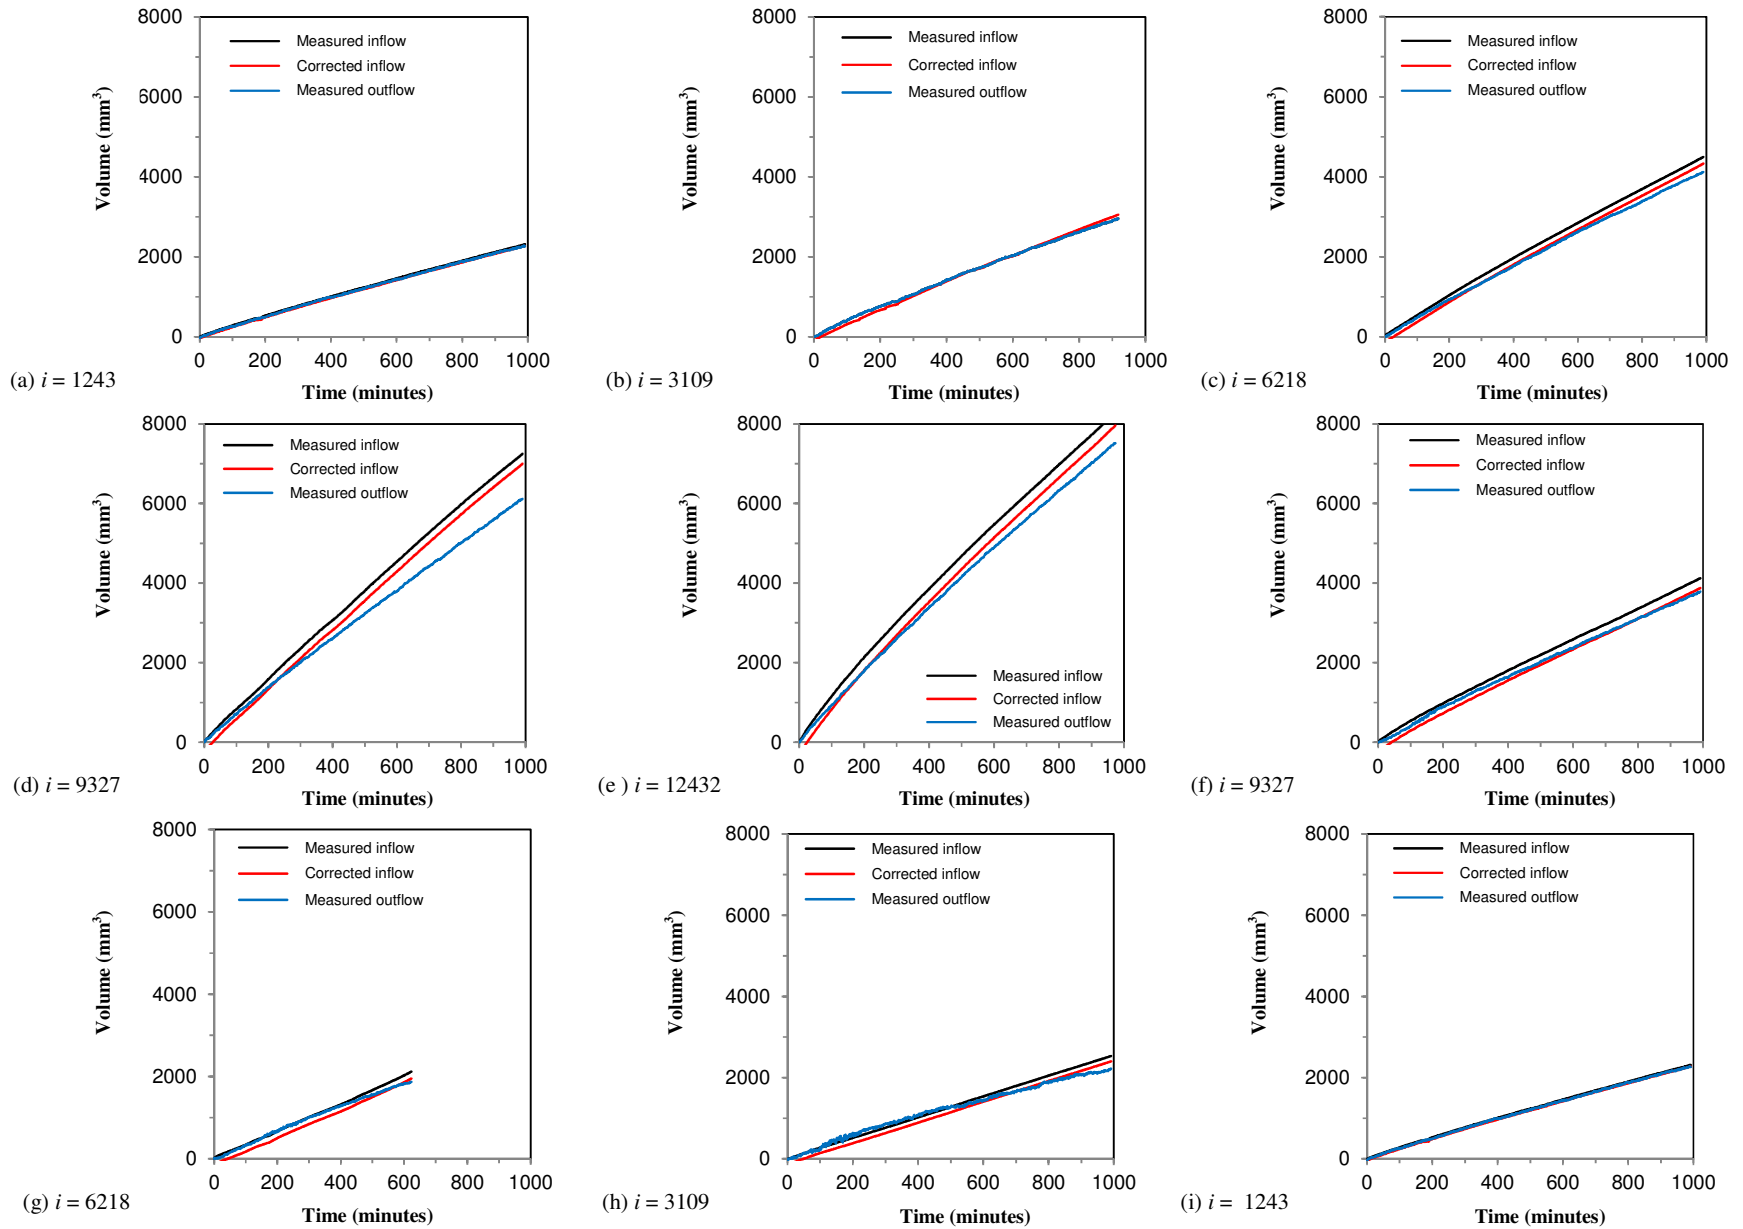 8000
6000
4000
2000
0
Volume (mm³)
Measured inflow
Corrected inflow
Measured outflow
0 200 400 600 800 1000
Time (minutes)
(a) i = 1243
8000
6000
4000
2000
0
Volume (mm³)
Measured inflow
Corrected inflow
Measured outflow
0 200 400 600 800 1000
Time (minutes)
(b) i = 3109
8000
6000
4000
2000
0
Volume (mm³)
Measured inflow
Corrected inflow
Measured outflow
0 200 400 600 800 1000
Time (minutes)
(c) i = 6218
8000
6000
4000
2000
0
Volume (mm³)
Measured inflow
Corrected inflow
Measured outflow
0 200 400 600 800 1000
Time (minutes)
(d) i = 9327
8000
6000
4000
2000
0
Volume (mm³)
Measured inflow
Corrected inflow
Measured outflow
0 200 400 600 800 1000
Time (minutes)
(e ) i = 12432
8000
6000
4000
2000
0
Volume (mm³)
Measured inflow
Corrected inflow
Measured outflow
0 200 400 600 800 1000
Time (minutes)
(f) i = 9327
8000
6000
4000
2000
0
Volume (mm³)
Measured inflow
Corrected inflow
Measured outflow
0 200 400 600 800 1000
Time (minutes)
(g) i = 6218
8000
6000
4000
2000
0
Volume (mm³)
Measured inflow
Corrected inflow
Measured outflow
0 200 400 600 800 1000
Time (minutes)
(h) i = 3109
8000
6000
4000
2000
0
Volume (mm³)
Measured inflow
Corrected inflow
Measured outflow
0 200 400 600 800 1000
Time (minutes)
(i) i = 1243